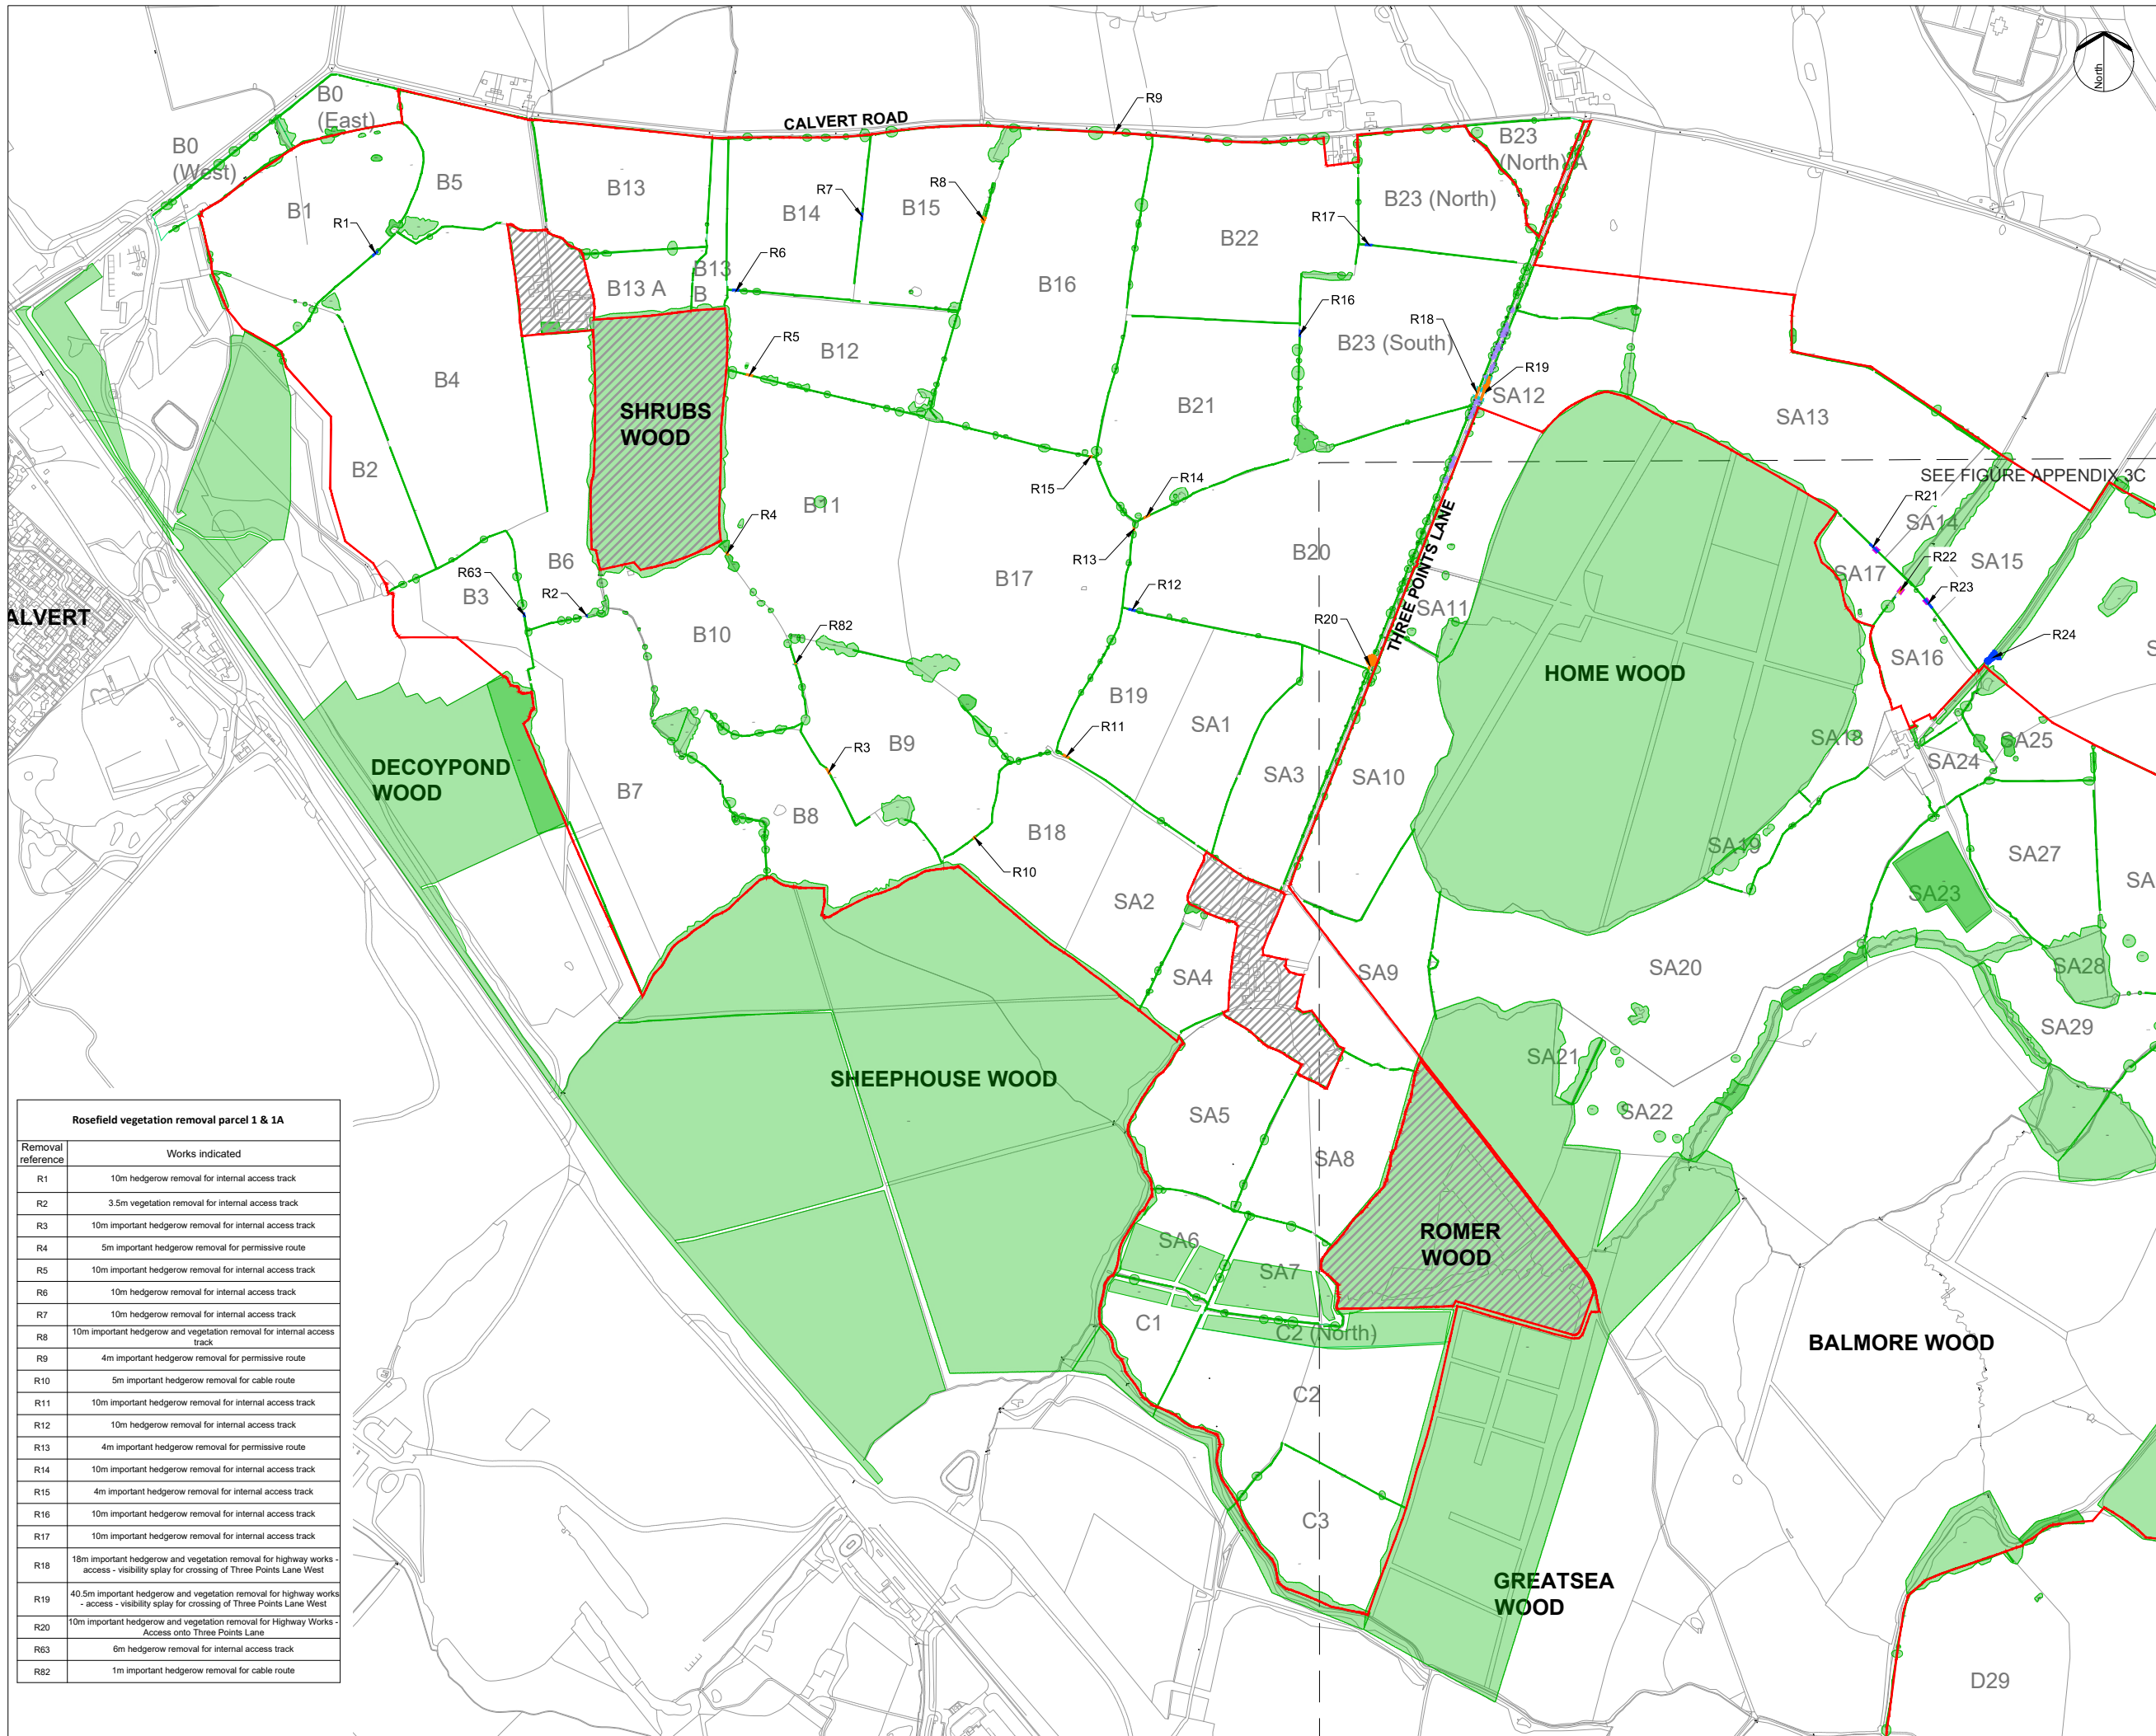 North
B0
(East)
B0
(West)
CALVERT ROAD
R9
B23
(North) A
B5
B13
B14
R7
B15
R8
B23 (North)
R17
B1
R1
B22
B13 A
B13
B
R6
B16
R16
B23 (South)
R18
R19
SA12
B4
R5
B12
SHRUBS
WOOD
B21
SA13
B2
SEE FIGURE APPENDIX 3C
R15
R14
R21
SA14
B11
R4
R13
B20
THREE POINTS LANE
R22
SA15
SA17
R23
B6
B17
R63
B3
R2
R12
SA11
ALVERT
B10
R82
R20
R24
SA16
HOME WOOD
B19
SA1
R11
SA18
SA25
SA24
B9
R3
DECOYPOND
WOOD
B7
B8
SA3
SA10
B18
R10
SA19
SA27
SA23
SA
SA2
SA4
SA9
SA20
SA28
SA29
SA21
SHEEPHOUSE WOOD
SA5
SA22
SA8
ROMER
WOOD
SA6
SA7
C1
C2 (North)
BALMORE WOOD
C2
C3
GREATSEA
WOOD
D29
Rosefield vegetation removal parcel 1 & 1A
Removal
reference
Works indicated
R1 10m hedgerow removal for internal access track
R2 3.5m vegetation removal for internal access track
R3 10m important hedgerow removal for internal access track
R4 5m important hedgerow removal for permissive route
R5 10m important hedgerow removal for internal access track
R6 10m hedgerow removal for internal access track
R7 10m hedgerow removal for internal access track
R8 10m important hedgerow and vegetation removal for internal access
track
R9 4m important hedgerow removal for permissive route
R10 5m important hedgerow removal for cable route
R11 10m important hedgerow removal for internal access track
R12 10m hedgerow removal for internal access track
R13 4m important hedgerow removal for permissive route
R14 10m important hedgerow removal for internal access track
R15 4m important hedgerow removal for internal access track
R16 10m important hedgerow removal for internal access track
R17 10m important hedgerow removal for internal access track
R18 18m important hedgerow and vegetation removal for highway works -
access - visibility splay for crossing of Three Points Lane West
R19 40.5m important hedgerow and vegetation removal for highway works
- access - visibility splay for crossing of Three Points Lane West
R20 10m important hedgerow and vegetation removal for Highway Works -
Access onto Three Points Lane
R63 6m hedgerow removal for internal access track
R82 1m important hedgerow removal for cable route